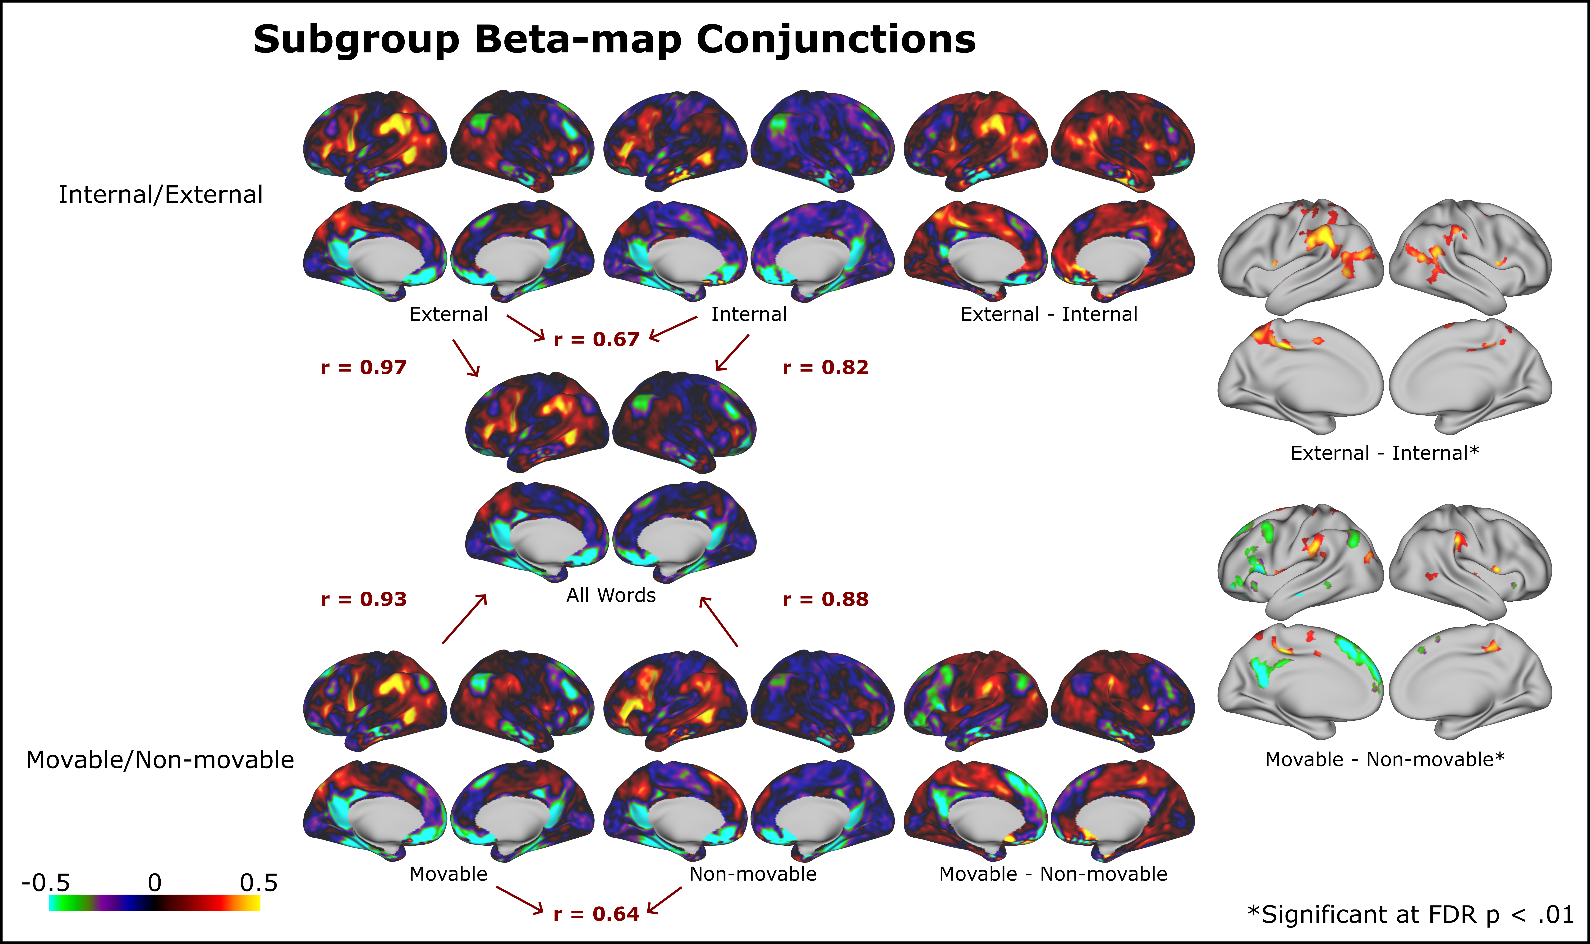 Subgroup Beta-map Conjunctions
Internal/External
External
Internal
External - Internal
r = 0.67
r = 0.97
r = 0.82
External - Internal*
All Words
r = 0.93
r = 0.88
Movable/Non-movable
Movable - Non-movable*
Movable
Non-movable
Movable - Non-movable
r = 0.64
-0.5 0 0.5
*Significant at FDR p < .01